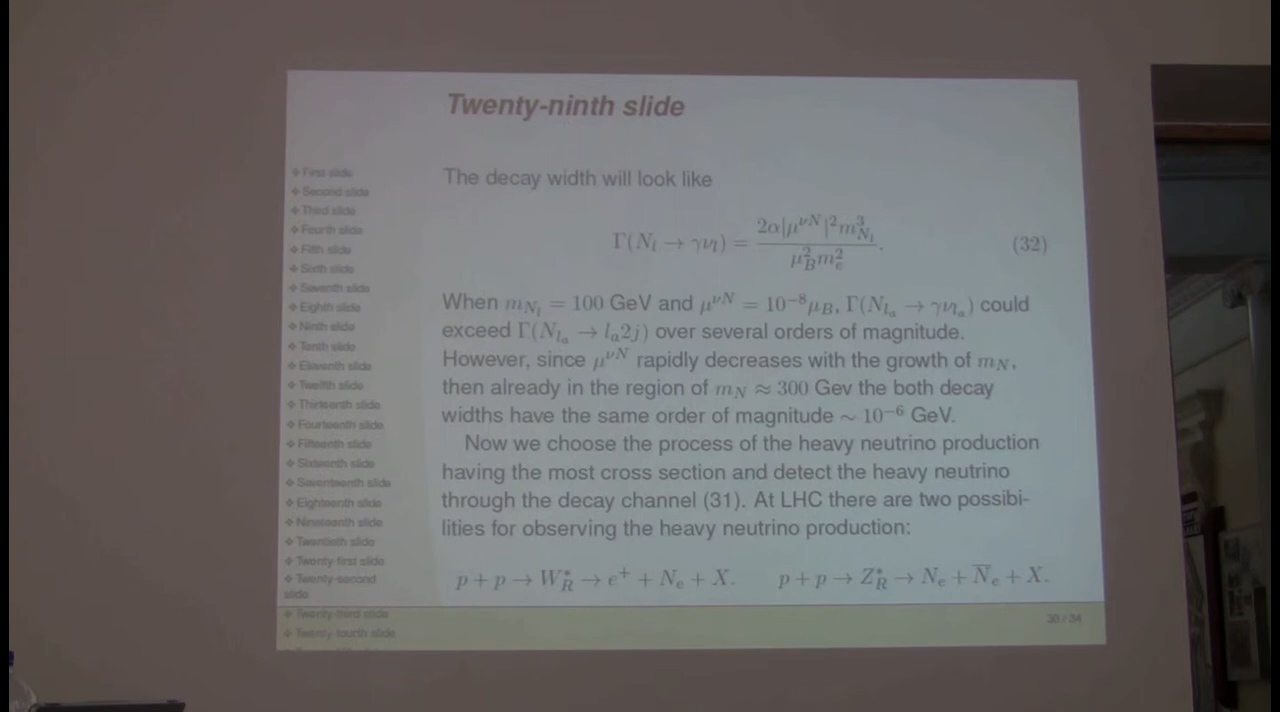 Twenty-ninth slide
❖ First slide
❖ Second slide
❖ Third slide
❖ Fourth slide
❖ Fifth slide
❖ Sixth slide
❖ Seventh slide
❖ Eighth slide
❖ Ninth slide
❖ Tenth slide
❖ Eleventh slide
❖ Twelfth slide
❖ Thirteenth slide
❖ Fourteenth slide
❖ Fifteenth slide
❖ Sixteenth slide
❖ Seventeenth slide
❖ Eighteenth slide
❖ Nineteenth slide
❖ Twentieth slide
❖ Twenty-first slide
❖ Twenty-second
slide
❖ Twenty-third slide
❖ Twenty-fourth slide
The decay width will look like
Γ(N_l → γν_l) = 2α|μ^{νN}|²m³_{N_l} / μ²_B m²_e. (32)
When m_{N_l} = 100 GeV and μ^{νN} = 10⁻⁸μ_B, Γ(N_{l_a} → γν_{l_a}) could
exceed Γ(N_{l_a} → l_a2j) over several orders of magnitude.
However, since μ^{νN} rapidly decreases with the growth of m_N,
then already in the region of m_N ≈ 300 Gev the both decay
widths have the same order of magnitude ∼ 10⁻⁶ GeV.
Now we choose the process of the heavy neutrino production
having the most cross section and detect the heavy neutrino
through the decay channel (31). At LHC there are two possibi-
lities for observing the heavy neutrino production:
p + p → W*_R → e⁺ + N_e + X. p + p → Z*_R → N_e + N̅_e + X.
30 / 34